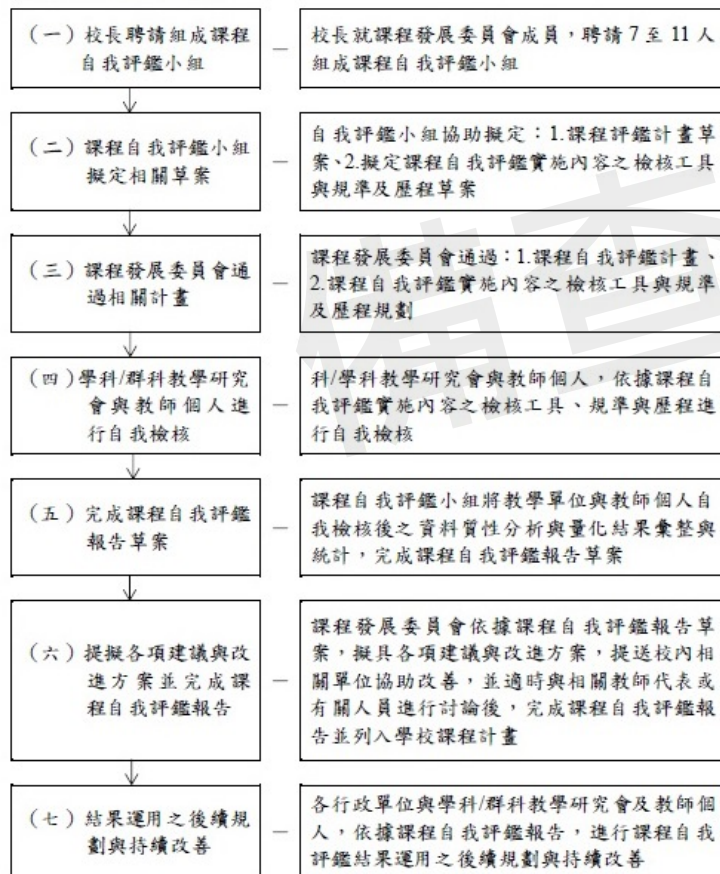 （一）校長聘請組成課程
自我評鑑小組
校長就課程發展委員會成員，聘請 7 至 11 人
組成課程自我評鑑小組
（二）課程自我評鑑小組
擬定相關草案
自我評鑑小組協助擬定：1.課程評鑑計畫草
案、2.擬定課程自我評鑑實施內容之檢核工具
與規準及歷程草案
（三）課程發展委員會通
過相關計畫
課程發展委員會通過：1.課程自我評鑑計畫、
2.課程自我評鑑實施內容之檢核工具與規準
及歷程規劃
（四）學科/群科教學研究
會與教師個人進
行自我檢核
科/學科教學研究會與教師個人，依據課程自
我評鑑實施內容之檢核工具、規準與歷程進
行自我檢核
（五）完成課程自我評鑑
報告草案
課程自我評鑑小組將教學單位與教師個人自
我檢核後之資料質性分析與量化結果彙整與
統計，完成課程自我評鑑報告草案
（六）提擬各項建議與改
進方案並完成課
程自我評鑑報告
課程發展委員會依據課程自我評鑑報告草
案，擬具各項建議與改進方案，提送校內相
關單位協助改善，並適時與相關教師代表或
有關人員進行討論後，完成課程自我評鑑報
告並列入學校課程計畫
（七）結果運用之後續規
劃與持續改善
各行政單位與學科/群科教學研究會及教師個
人，依據課程自我評鑑報告，進行課程自我
評鑑結果運用之後續規劃與持續改善
備查